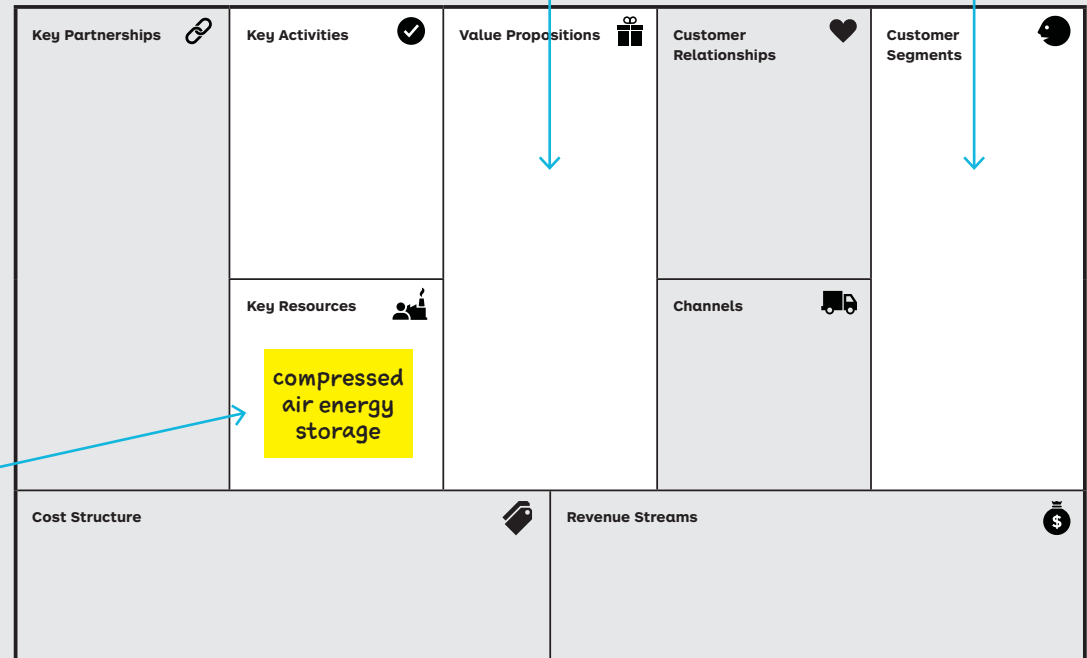 Key Partnerships
Key Activities
Value Propositions
Customer
Relationships
Customer
Segments
Key Resources
compressed
air energy
storage
Channels
Cost Structure
Revenue Streams
$